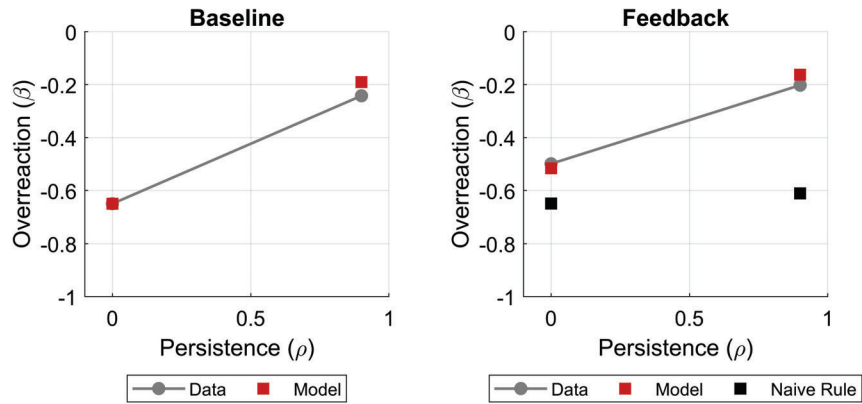 Baseline
0
-0.2
-0.4
-0.6
-0.8
-1
Overreaction (β)
0 0.5 1
Persistence (ρ)
Data Model
Feedback
0
-0.2
-0.4
-0.6
-0.8
-1
Overreaction (β)
0 0.5 1
Persistence (ρ)
Data Model Naive Rule